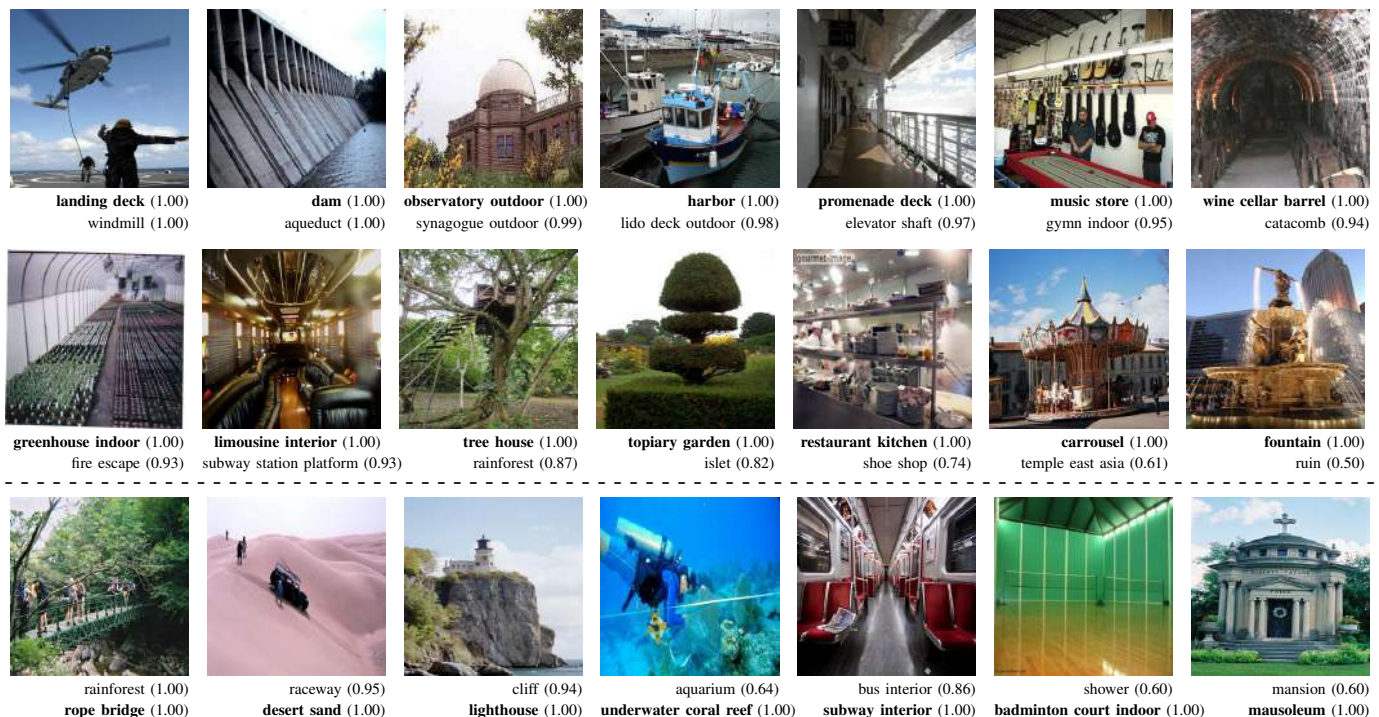 landing deck (1.00) dam (1.00) observatory outdoor (1.00) harbor (1.00) promenade deck (1.00) music store (1.00) wine cellar barrel (1.00)
windmill (1.00) aqueduct (1.00) synagogue outdoor (0.99) lido deck outdoor (0.98) elevator shaft (0.97) gymn indoor (0.95) catacomb (0.94)
gourmet-image
greenhouse indoor (1.00) limousine interior (1.00) tree house (1.00) topiary garden (1.00) restaurant kitchen (1.00) carrousel (1.00) fountain (1.00)
fire escape (0.93) subway station platform (0.93) rainforest (0.87) islet (0.82) shoe shop (0.74) temple east asia (0.61) ruin (0.50)
rainforest (1.00) raceway (0.95) cliff (0.94) aquarium (0.64) bus interior (0.86) shower (0.60) mansion (0.60)
rope bridge (1.00) desert sand (1.00) lighthouse (1.00) underwater coral reef (1.00) subway interior (1.00) badminton court indoor (1.00) mausoleum (1.00)